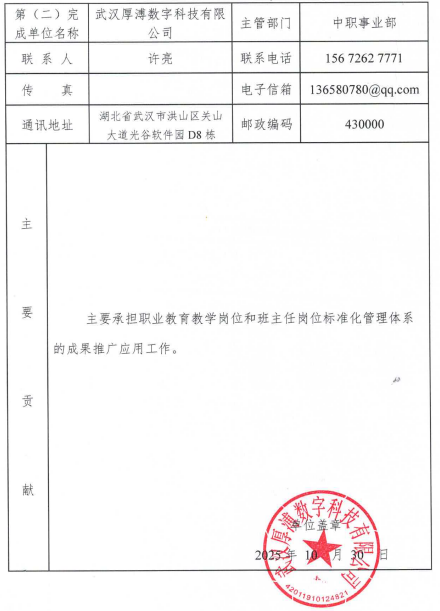 第（二）完
成单位名称
武汉厚溥数字科技有限
公司
主管部门
中职事业部
联系人
许亮
联系电话
156 7262 7771
传真
电子信箱
136580780@qq.com
通讯地址
湖北省武汉市洪山区关山
大道光谷软件园 D8 栋
邮政编码
430000
主
要
贡
献
主要承担职业教育教学岗位和班主任岗位标准化管理体系
的成果推广应用工作。
单位盖章
2025 年 10 月 30 日
武汉厚溥数字科技有限公司
42011810124921